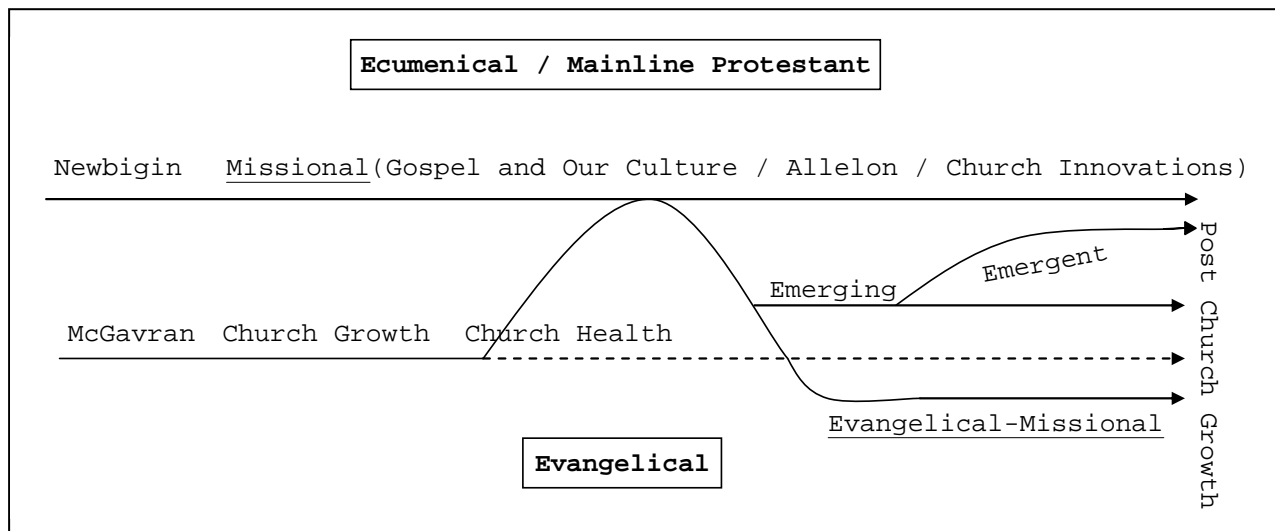 Ecumenical / Mainline Protestant
Newbigin Missional(Gospel and Our Culture / Allelon / Church Innovations)
Emergent
Emerging
McGavran Church Growth Church Health
Evangelical-Missional
Evangelical
Post Church Growth